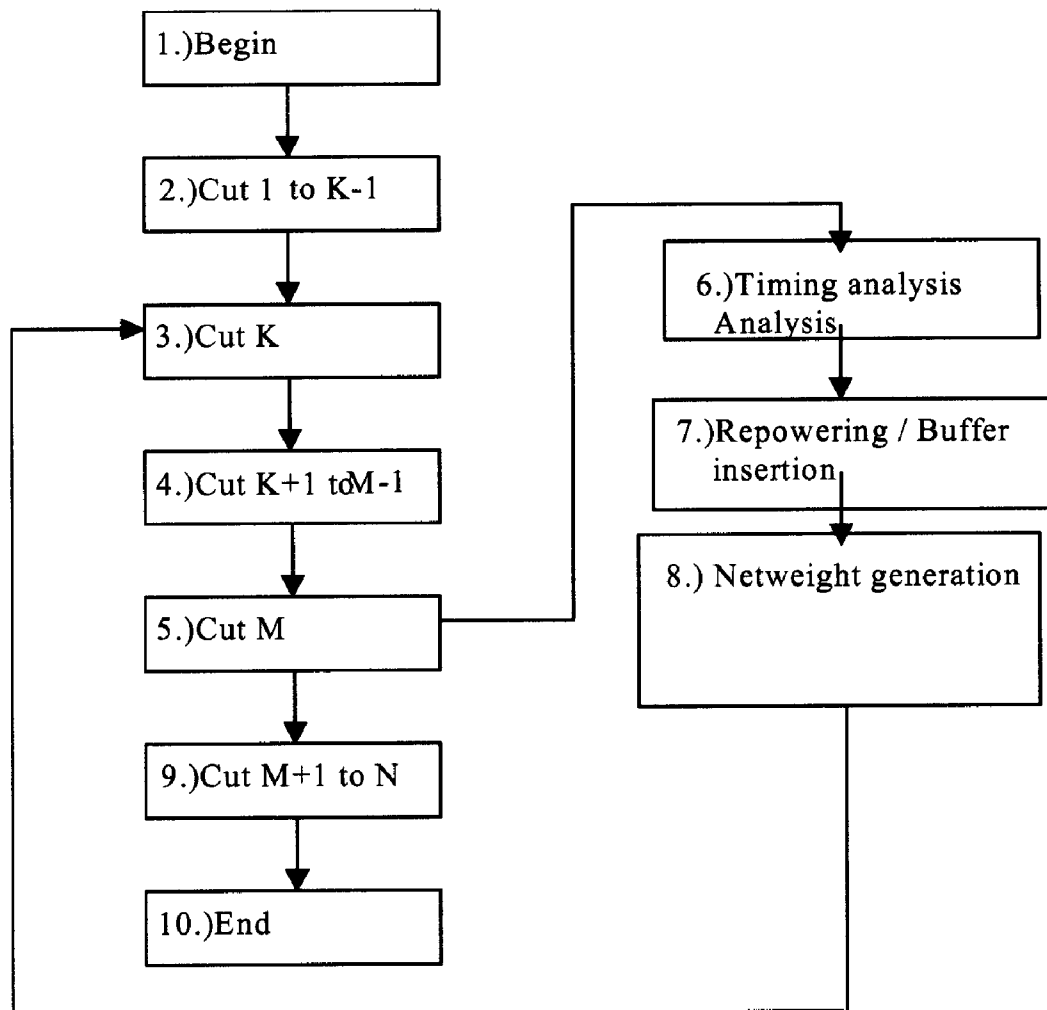 1.)Begin
2.)Cut 1 to K-1
3.)Cut K
4.)Cut K+1 to M-1
5.)Cut M
9.)Cut M+1 to N
10.)End
6.)Timing analysis
Analysis
7.)Repowering / Buffer
insertion
8.) Netweight generation